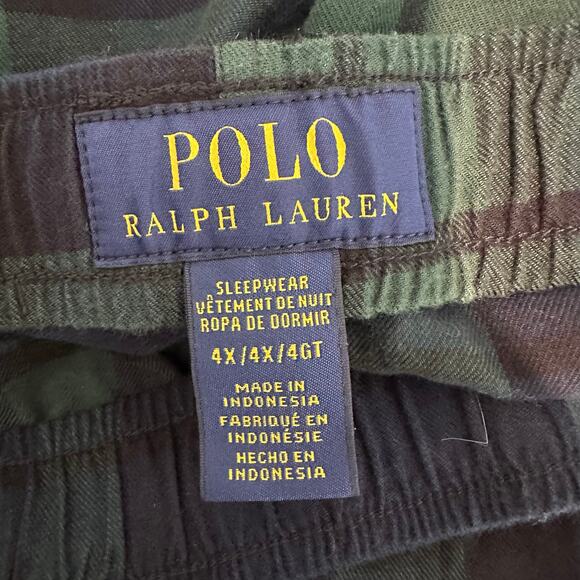 POLO
RALPH LAUREN
SLEEPWEAR
VÊTEMENT DE NUIT
ROPA DE DORMIR
4X/4X/4GT
MADE IN
INDONESIA
FABRIQUÉ EN
INDONÉSIE
HECHO EN
INDONESIA